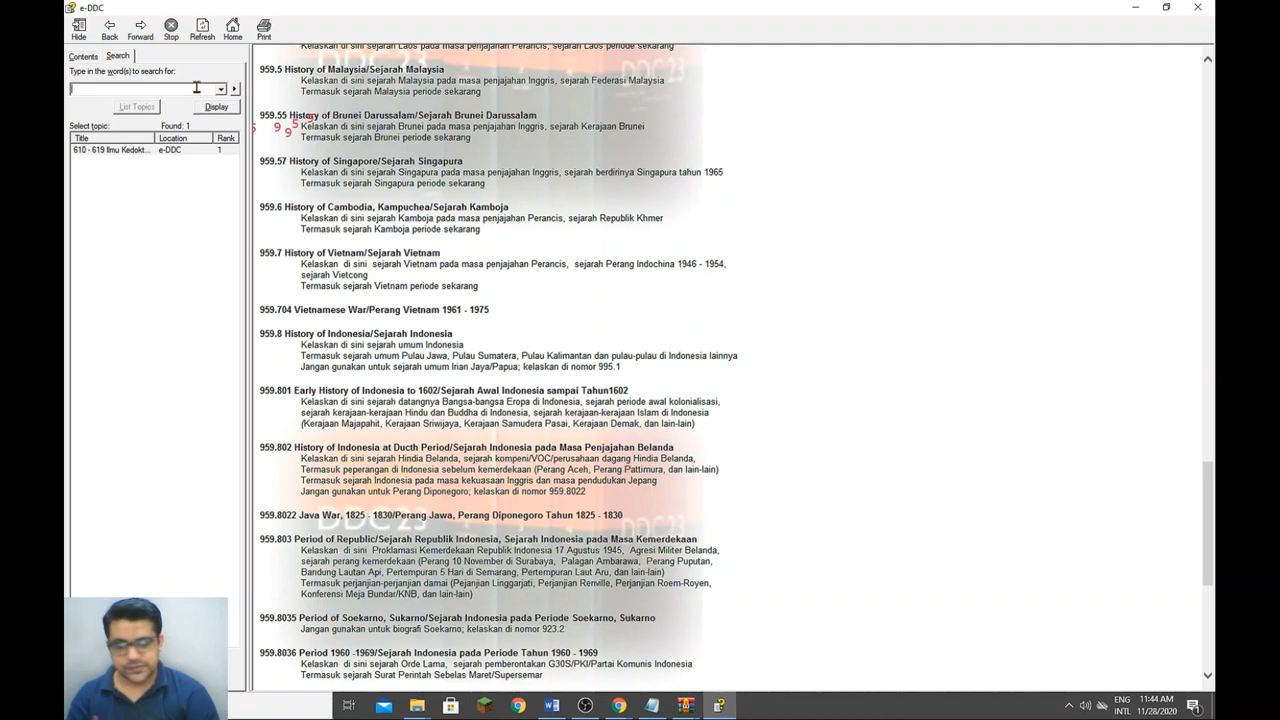 e-DDC
Hide Back Forward Stop Refresh Home Print
Contents Search
Type in the word(s) to search for:
List Topics Display
Select topic: Found: 1
Title Location Rank
610 - 619 Ilmu Kedokt... e-DDC 1
Kelaskan di sini sejarah Laos pada masa penjajahan Perancis, sejarah Laos periode sekarang
959.5 History of Malaysia/Sejarah Malaysia
Kelaskan di sini sejarah Malaysia pada masa penjajahan Inggris, sejarah Federasi Malaysia
Termasuk sejarah Malaysia periode sekarang
959.55 History of Brunei Darussalam/Sejarah Brunei Darussalam
Kelaskan di sini sejarah Brunei pada masa penjajahan Inggris, sejarah Kerajaan Brunei
Termasuk sejarah Brunei periode sekarang
5 9 9 5 9
959.57 History of Singapore/Sejarah Singapura
Kelaskan di sini sejarah Singapura pada masa penjajahan Inggris, sejarah berdirinya Singapura tahun 1965
Termasuk sejarah Singapura periode sekarang
959.6 History of Cambodia, Kampuchea/Sejarah Kamboja
Kelaskan di sini sejarah Kamboja pada masa penjajahan Perancis, sejarah Republik Khmer
Termasuk sejarah Kamboja periode sekarang
959.7 History of Vietnam/Sejarah Vietnam
Kelaskan di sini sejarah Vietnam pada masa penjajahan Perancis, sejarah Perang Indochina 1946 - 1954,
sejarah Vietcong
Termasuk sejarah Vietnam periode sekarang
959.704 Vietnamese War/Perang Vietnam 1961 - 1975
959.8 History of Indonesia/Sejarah Indonesia
Kelaskan di sini sejarah umum Indonesia
Termasuk sejarah umum Pulau Jawa, Pulau Sumatera, Pulau Kalimantan dan pulau-pulau di Indonesia lainnya
Jangan gunakan untuk sejarah umum Irian Jaya/Papua; kelaskan di nomor 995.1
959.801 Early History of Indonesia to 1602/Sejarah Awal Indonesia sampai Tahun1602
Kelaskan di sini sejarah datangnya Bangsa-bangsa Eropa di Indonesia, sejarah periode awal kolonialisasi,
sejarah kerajaan-kerajaan Hindu dan Buddha di Indonesia, sejarah kerajaan-kerajaan Islam di Indonesia
(Kerajaan Majapahit, Kerajaan Sriwijaya, Kerajaan Samudera Pasai, Kerajaan Demak, dan lain-lain)
959.802 History of Indonesia at Ducth Period/Sejarah Indonesia pada Masa Penjajahan Belanda
Kelaskan di sini sejarah Hindia Belanda, sejarah kompeni/VOC/perusahaan dagang Hindia Belanda,
Termasuk peperangan di Indonesia sebelum kemerdekaan (Perang Aceh, Perang Pattimura, dan lain-lain)
Termasuk sejarah Indonesia pada masa kekuasaan Inggris dan masa pendudukan Jepang
Jangan gunakan untuk Perang Diponegoro; kelaskan di nomor 959.8022
959.8022 Java War, 1825 - 1830/Perang Jawa, Perang Diponegoro Tahun 1825 - 1830
959.803 Period of Republic/Sejarah Republik Indonesia, Sejarah Indonesia pada Masa Kemerdekaan
Kelaskan di sini Proklamasi Kemerdekaan Republik Indonesia 17 Agustus 1945, Agresi Militer Belanda,
sejarah perang kemerdekaan (Perang 10 November di Surabaya, Palagan Ambarawa, Perang Puputan,
Bandung Lautan Api, Pertempuran 5 Hari di Semarang, Pertempuran Laut Aru, dan lain-lain)
Termasuk perjanjian-perjanjian damai (Pejanjian Linggarjati, Perjanjian Renville, Perjanjian Roem-Royen,
Konferensi Meja Bundar/KNB, dan lain-lain)
959.8035 Period of Soekarno, Sukarno/Sejarah Indonesia pada Periode Soekarno, Sukarno
Jangan gunakan untuk biografi Soekarno; kelaskan di nomor 923.2
959.8036 Period 1960 -1969/Sejarah Indonesia pada Periode Tahun 1960 - 1969
Kelaskan di sini sejarah Orde Lama, sejarah pemberontakan G30S/PKI/Partai Komunis Indonesia
Termasuk sejarah Surat Perintah Sebelas Maret/Supersemar
ENG 11:44 AM
INTL 11/28/2020